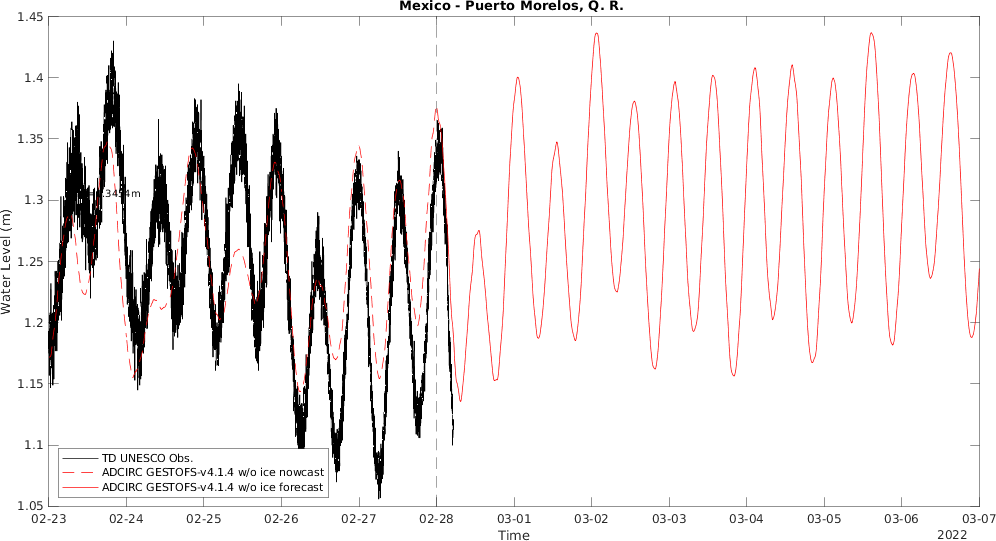 Mexico - Puerto Morelos, Q. R.
1.45
1.4
1.35
1.3
1.25
1.2
1.15
1.1
1.05
Water Level (m)
TD UNESCO Obs.
ADCIRC GESTOFS-v4.1.4 w/o ice nowcast
ADCIRC GESTOFS-v4.1.4 w/o ice forecast
02-23 02-24 02-25 02-26 02-27 02-28 03-01 03-02 03-03 03-04 03-05 03-06 03-07
Time
2022